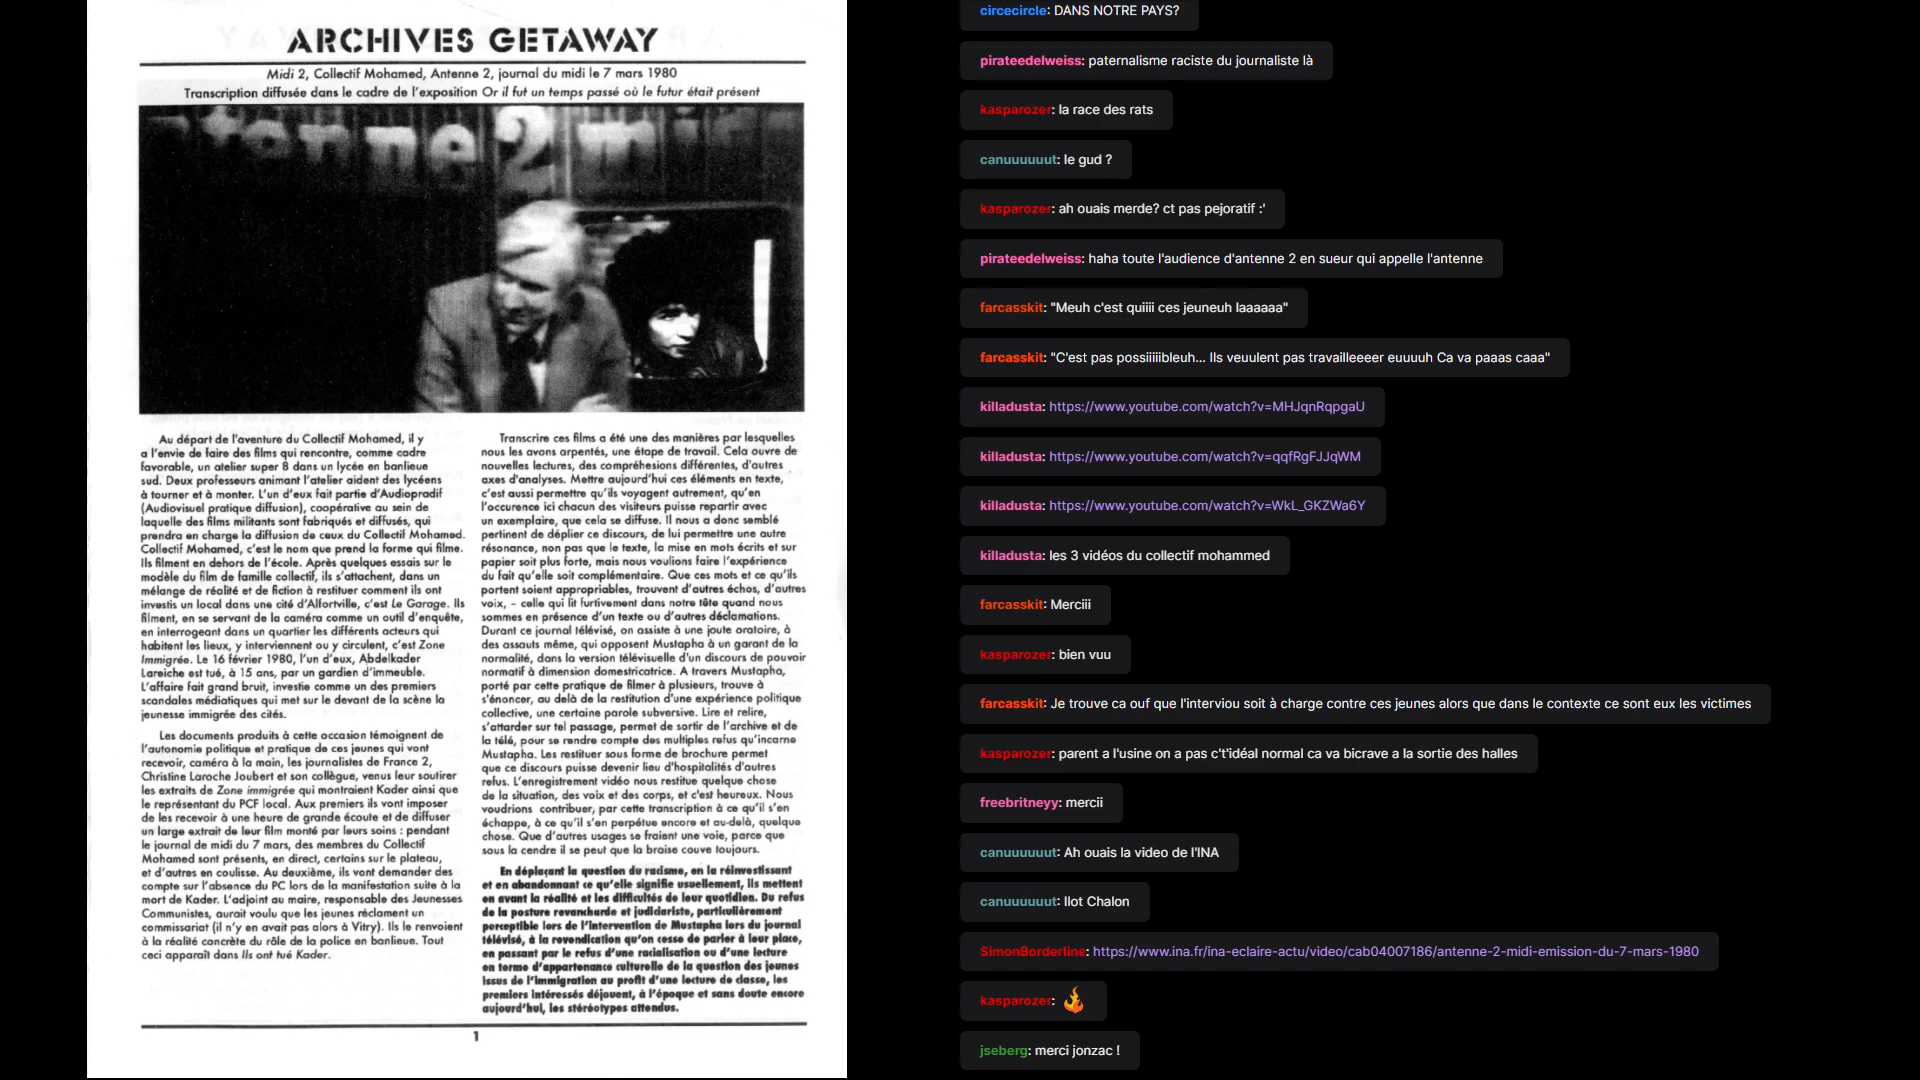 ARCHIVES GETAWAY
Midi 2, Collectif Mohamed, Antenne 2, journal du midi le 7 mars 1980
Transcription diffusée dans le cadre de l'exposition Or il fut un temps passé où le futur était présent
Au départ de l'aventure du Collectif Mohamed, il y
a l'envie de faire des films qui rencontre, comme cadre
favorable, un atelier super 8 dans un lycée en banlieue
sud. Deux professeurs animant l'atelier aident des lycéens
à tourner et à monter. L'un d'eux fait partie d'Audiopradif
(Audiovisuel pratique diffusion), coopérative au sein de
laquelle des films militants sont fabriqués et diffusés, qui
prendra en charge la diffusion de ceux du Collectif Mohamed.
Collectif Mohamed, c'est le nom que prend la forme qui filme.
Ils filment en dehors de l'école. Après quelques essais sur le
modèle du film de famille collectif, ils s'attachent, dans un
mélange de réalité et de fiction à restituer comment ils ont
investis un local dans une cité d'Alfortville, c'est Le Garage. Ils
filment, en se servant de la caméra comme un outil d'enquête,
en interrogeant dans un quartier les différents acteurs qui
habitent les lieux, y interviennent ou y circulent, c'est Zone
Immigrée. Le 16 février 1980, l'un d'eux, Abdelkader
Lareiche est tué, à 15 ans, par un gardien d'immeuble.
L'affaire fait grand bruit, investie comme un des premiers
scandales médiatiques qui met sur le devant de la scène la
jeunesse immigrée des cités.
Les documents produits à cette occasion témoignent de
l'autonomie politique et pratique de ces jeunes qui vont
recevoir, caméra à la main, les journalistes de France 2,
Christine Laroche Joubert et son collègue, venus leur soutirer
les extraits de Zone immigrée qui montraient Kader ainsi que
le représentant du PCF local. Aux premiers ils vont imposer
de les recevoir à une heure de grande écoute et de diffuser
un large extrait de leur film monté par leurs soins : pendant
le journal de midi du 7 mars, des membres du Collectif
Mohamed sont présents, en direct, certains sur le plateau,
et d'autres en coulisse. Au deuxième, ils vont demander des
compte sur l'absence du PC lors de la manifestation suite à la
mort de Kader. L'adjoint au maire, responsable des Jeunesses
Communistes, aurait voulu que les jeunes réclament un
commissariat (il n'y en avait pas alors à Vitry). Ils le renvoient
à la réalité concrète du rôle de la police en banlieue. Tout
ceci apparaît dans Ils ont tué Kader.
Transcrire ces films a été une des manières par lesquelles
nous les avons arpentés, une étape de travail. Cela ouvre de
nouvelles lectures, des compréhesions différentes, d'autres
axes d'analyses. Mettre aujourd'hui ces éléments en texte,
c'est aussi permettre qu'ils voyagent autrement, qu'en
l'occurence ici chacun des visiteurs puisse repartir avec
un exemplaire, que cela se diffuse. Il nous a donc semblé
pertinent de déplier ce discours, de lui permettre une autre
résonance, non pas que le texte, la mise en mots écrits et sur
papier soit plus forte, mais nous voulions faire l'expérience
du fait qu'elle soit complémentaire. Que ces mots et ce qu'ils
portent soient appropriables, trouvent d'autres échos, d'autres
voix, – celle qui lit furtivement dans notre tête quand nous
sommes en présence d'un texte ou d'autres déclamations.
Durant ce journal télévisé, on assiste à une joute oratoire, à
des assauts même, qui opposent Mustapha à un garant de la
normalité, dans la version télévisuelle d'un discours de pouvoir
normatif à dimension domestricatrice. A travers Mustapha,
porté par cette pratique de filmer à plusieurs, trouve à
s'énoncer, au delà de la restitution d'une expérience politique
collective, une certaine parole subversive. Lire et relire,
s'attarder sur tel passage, permet de sortir de l'archive et de
la télé, pour se rendre compte des multiples refus qu'incarne
Mustapha. Les restituer sous forme de brochure permet
que ce discours puisse devenir lieu d'hospitalités d'autres
refus. L'enregistrement vidéo nous restitue quelque chose
de la situation, des voix et des corps, et c'est heureux. Nous
voudrions contribuer, par cette transcription à ce qu'il s'en
échappe, à ce qu'il s'en perpétue encore et au-delà, quelque
chose. Que d'autres usages se fraient une voie, parce que
sous la cendre il se peut que la braise couve toujours.
En déplaçant la question du racisme, en la réinvestissant
et en abandonnant ce qu'elle signifie usuellement, ils mettent
en avant la réalité et les difficultés de leur quotidien. Du refus
de la posture revancharde et judiciariste, particulièrement
perceptible lors de l'intervention de Mustapha lors du journal
télévisé, à la revendication qu'on cesse de parler à leur place,
en passant par le refus d'une racialisation ou d'une lecture
en terme d'appartenance culturelle de la question des jeunes
issus de l'immigration au profit d'une lecture de classe, les
premiers intéressés déjouent, à l'époque et sans doute encore
aujourd'hui, les stéréotypes attendus.
1
circecircle: DANS NOTRE PAYS?
pirateedelweiss: paternalisme raciste du journaliste là
kasparozer: la race des rats
canuuuuuut: le gud ?
kasparozer: ah ouais merde? ct pas pejoratif :'
pirateedelweiss: haha toute l'audience d'antenne 2 en sueur qui appelle l'antenne
farcasskit: "Meuh c'est quiiii ces jeuneuh laaaaaa"
farcasskit: "C'est pas possiiiiibleuh... Ils veuulent pas travailleeeer euuuuh Ca va paaas caaa"
killadusta: https://www.youtube.com/watch?v=MHJqnRqpgaU
killadusta: https://www.youtube.com/watch?v=qqfRgFJJqWM
killadusta: https://www.youtube.com/watch?v=WkL_GKZWa6Y
killadusta: les 3 vidéos du collectif mohammed
farcasskit: Merciii
kasparozer: bien vuu
farcasskit: Je trouve ca ouf que l'interviou soit à charge contre ces jeunes alors que dans le contexte ce sont eux les victimes
kasparozer: parent a l'usine on a pas c't'idéal normal ca va bicrave a la sortie des halles
freebritneyy: mercii
canuuuuuut: Ah ouais la video de l'INA
canuuuuuut: Ilot Chalon
SimonBorderline: https://www.ina.fr/ina-eclaire-actu/video/cab04007186/antenne-2-midi-emission-du-7-mars-1980
kasparozer:
jseberg: merci jonzac !